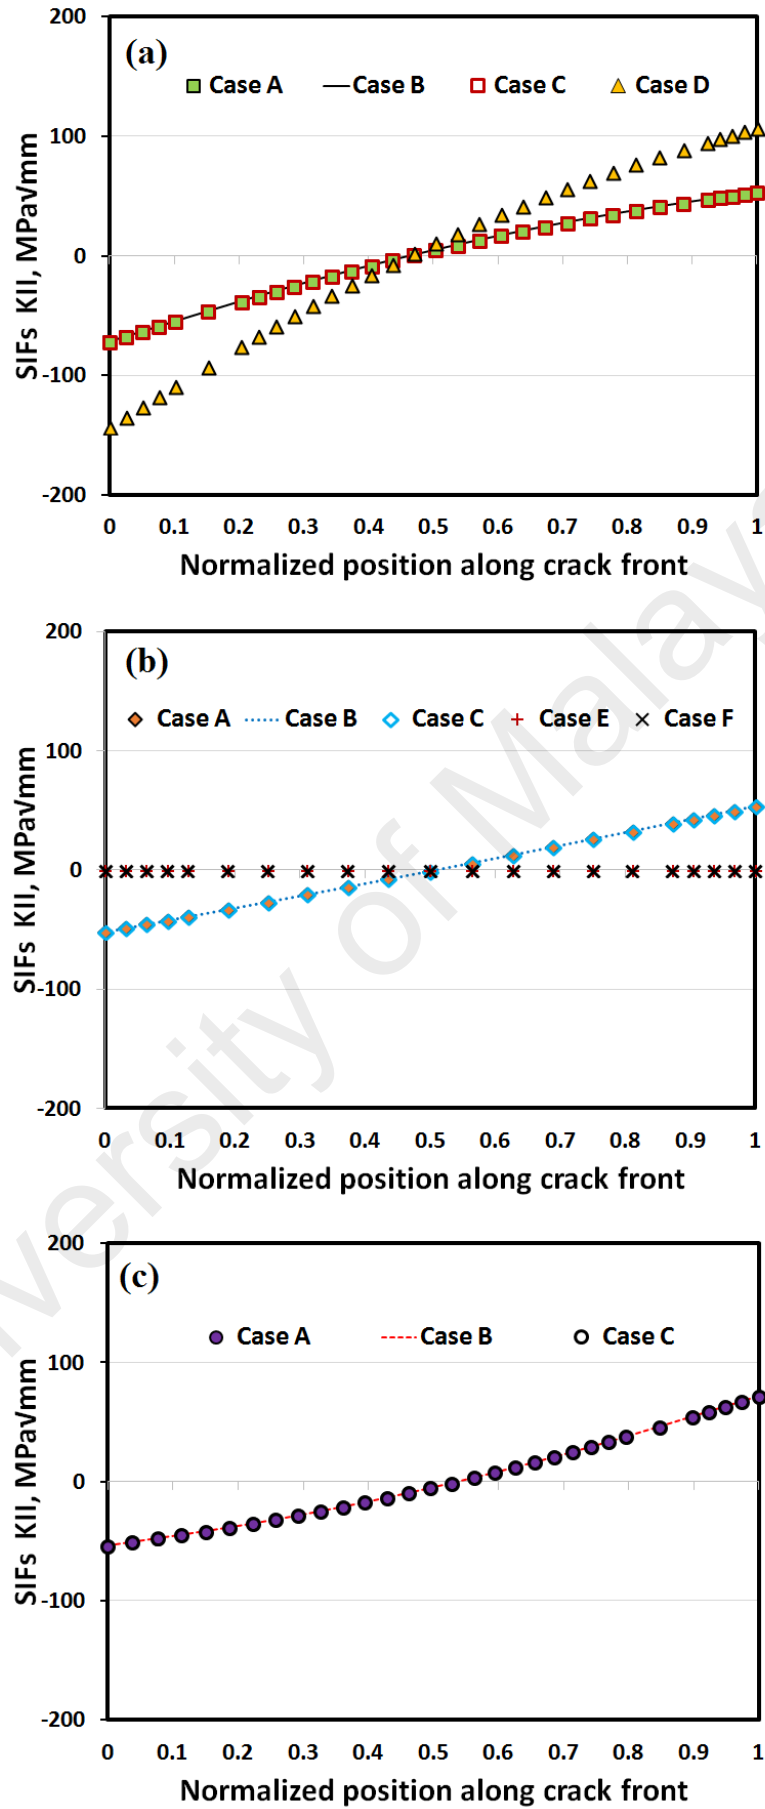 200
(a)
Case A Case B Case C Case D
100
0
-100
-200
SIFs KII, MPa√mm
0 0.1 0.2 0.3 0.4 0.5 0.6 0.7 0.8 0.9 1
Normalized position along crack front
200
(b)
Case A Case B Case C Case E Case F
100
0
-100
-200
SIFs KII, MPa√mm
0 0.1 0.2 0.3 0.4 0.5 0.6 0.7 0.8 0.9 1
Normalized position along crack front
200
(c)
Case A Case B Case C
100
0
-100
-200
SIFs KII, MPa√mm
0 0.1 0.2 0.3 0.4 0.5 0.6 0.7 0.8 0.9 1
Normalized position along crack front
versity of Malays